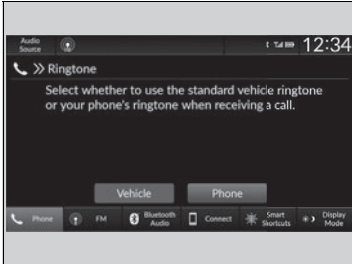 Audio
Source
12:34
Ringtone
Select whether to use the standard vehicle ringtone
or your phone's ringtone when receiving a call.
Vehicle
Phone
Phone
FM
Bluetooth
Audio
Connect
Smart
Shortcuts
Display
Mode